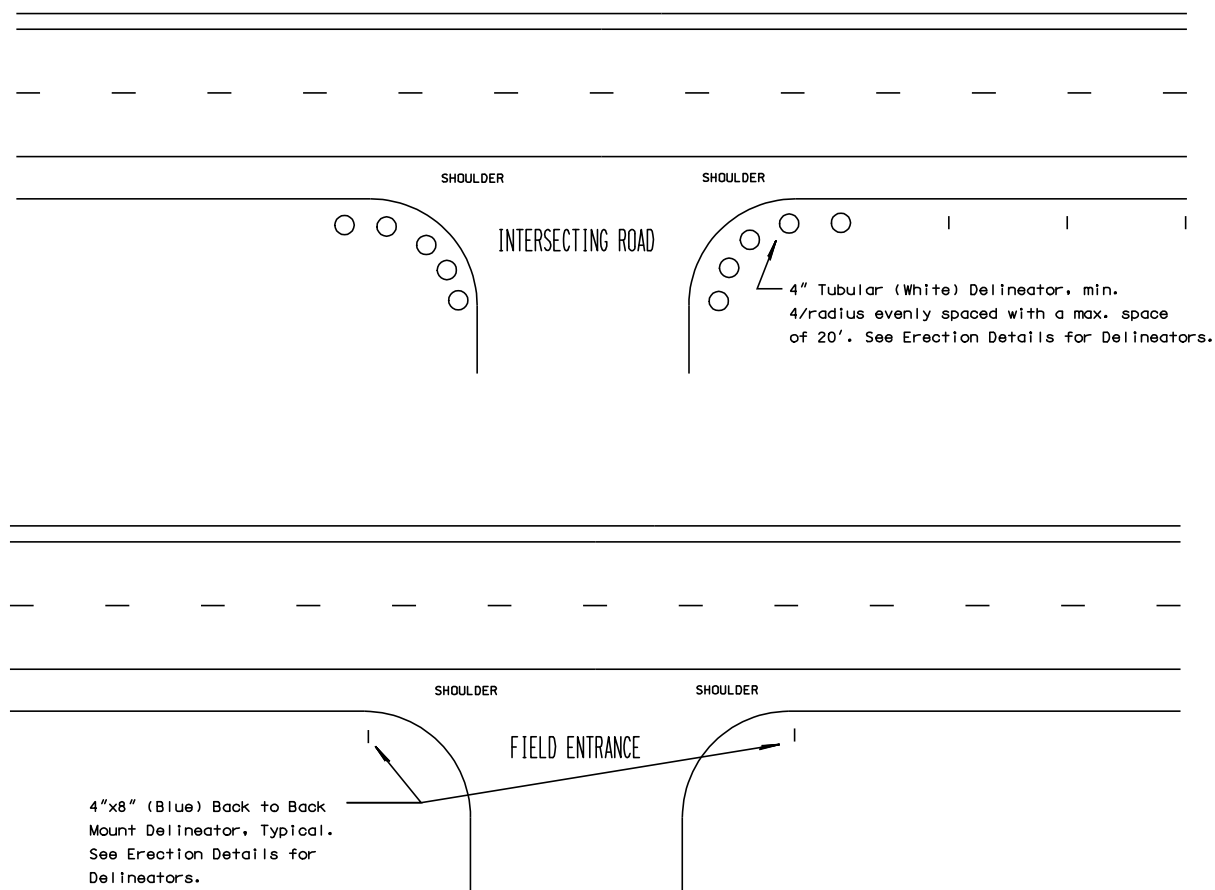 SHOULDER SHOULDER
INTERSECTING ROAD
4" Tubular (White) Delineator, min.
4/radius evenly spaced with a max. space
of 20'. See Erection Details for Delineators.
SHOULDER SHOULDER
FIELD ENTRANCE
4"x8" (Blue) Back to Back
Mount Delineator, Typical.
See Erection Details for
Delineators.